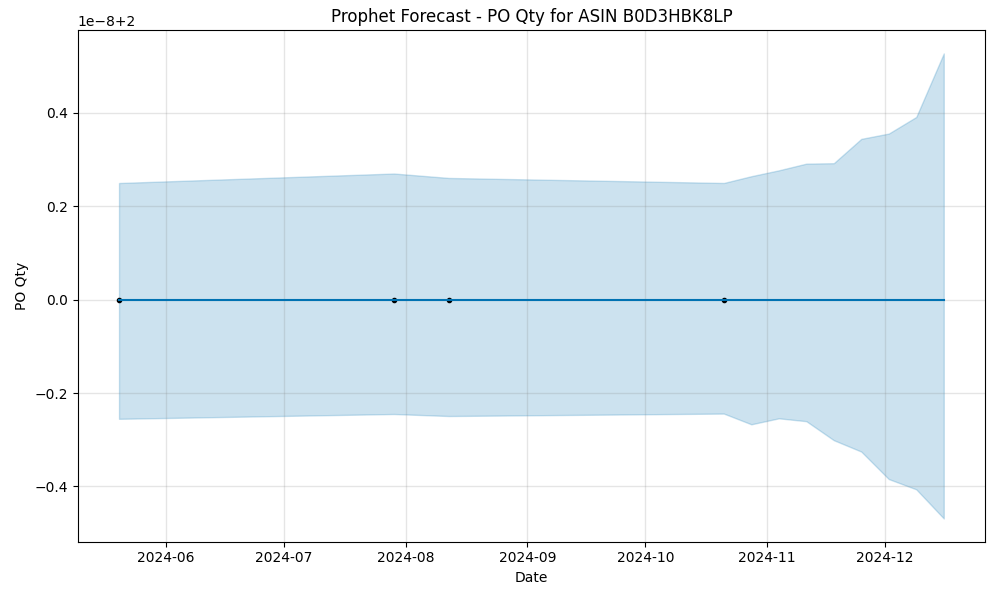 Prophet Forecast - PO Qty for ASIN B0D3HBK8LP
1e−8+2
0.4
0.2
0.0
−0.2
−0.4
PO Qty
2024-06 2024-07 2024-08 2024-09 2024-10 2024-11 2024-12
Date